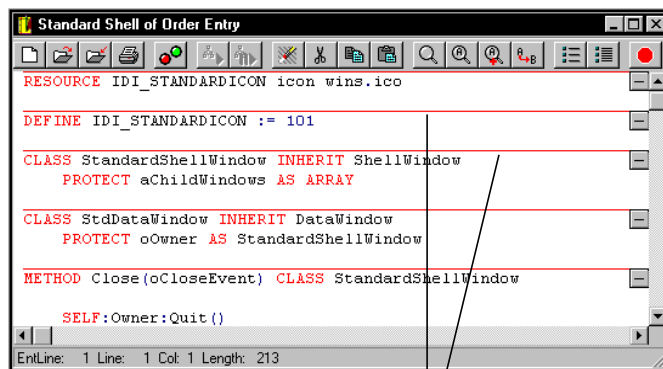 Standard Shell of Order Entry
RESOURCE IDI_STANDARDICON icon wins.ico
DEFINE IDI_STANDARDICON := 101
CLASS StandardShellWindow INHERIT ShellWindow
PROTECT aChildWindows AS ARRAY
CLASS StdDataWindow INHERIT DataWindow
PROTECT oOwner AS StandardShellWindow
METHOD Close(oCloseEvent) CLASS StandardShellWindow
SELF:Owner:Quit()
EntLine: 1 Line: 1 Col: 1 Length: 213